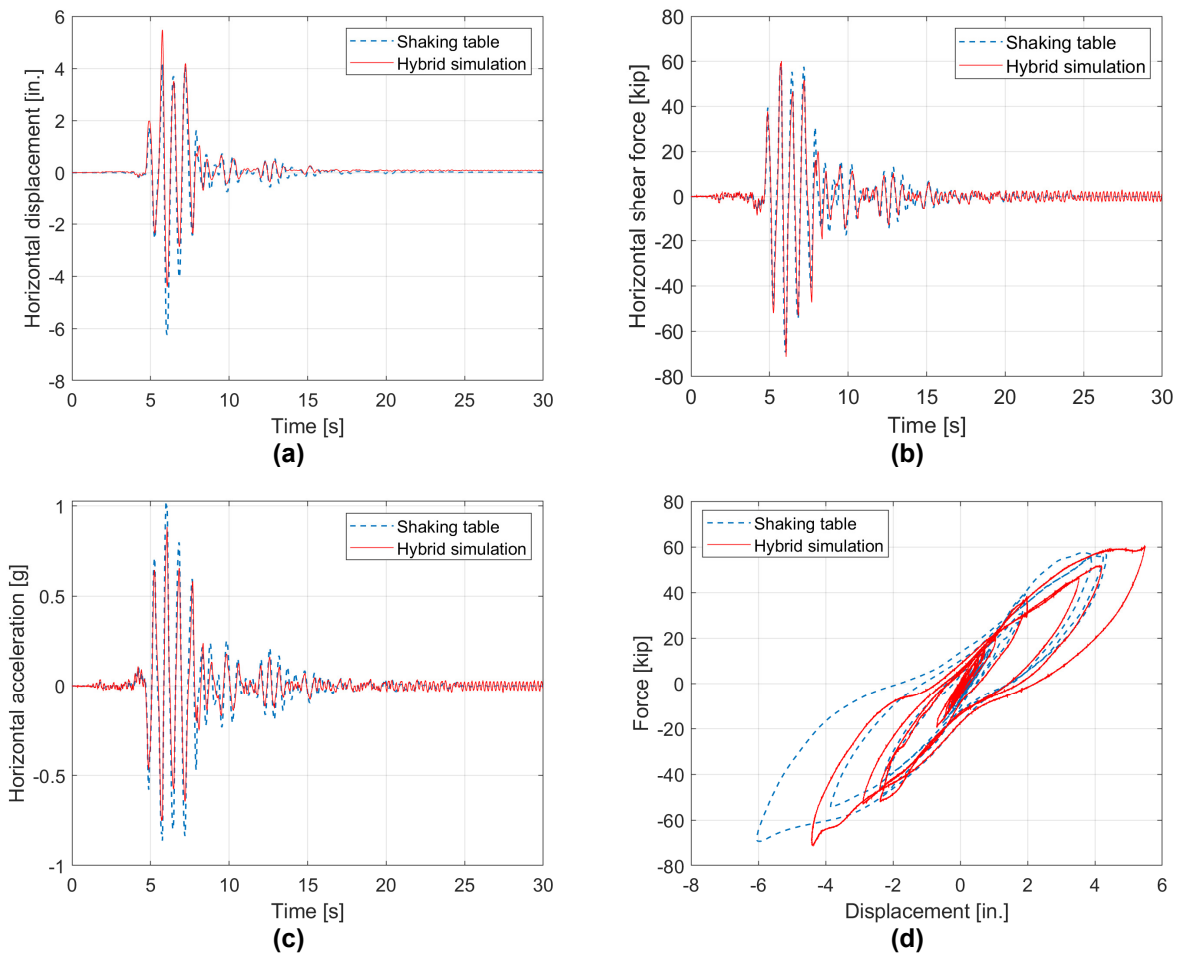 Horizontal displacement [in.]
6
4
2
0
-2
-4
-6
-8
Shaking table
Hybrid simulation
0 5 10 15 20 25 30
Time [s]
(a)
Horizontal shear force [kip]
80
60
40
20
0
-20
-40
-60
-80
Shaking table
Hybrid simulation
0 5 10 15 20 25 30
Time [s]
(b)
Horizontal acceleration [g]
1
0.5
0
-0.5
-1
Shaking table
Hybrid simulation
0 5 10 15 20 25 30
Time [s]
(c)
Force [kip]
80
60
40
20
0
-20
-40
-60
-80
Shaking table
Hybrid simulation
-8 -6 -4 -2 0 2 4 6
Displacement [in.]
(d)